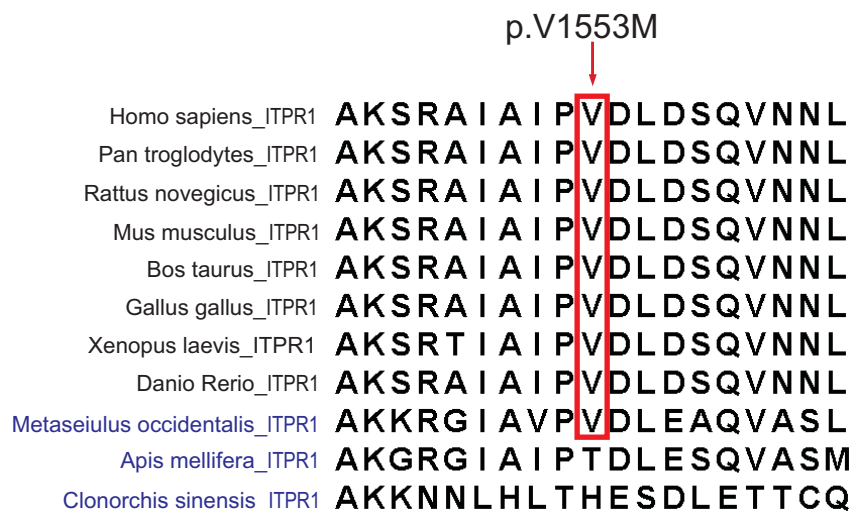 p.V1553M
Homo sapiens_ITPR1 AKSRAIAIPVDLDSQVNNL
Pan troglodytes_ITPR1 AKSRAIAIPVDLDSQVNNL
Rattus novegicus_ITPR1 AKSRAIAIPVDLDSQVNNL
Mus musculus_ITPR1 AKSRAIAIPVDLDSQVNNL
Bos taurus_ITPR1 AKSRAIAIPVDLDSQVNNL
Gallus gallus_ITPR1 AKSRAIAIPVDLDSQVNNL
Xenopus laevis_ITPR1 AKSRTIAIPVDLDSQVNNL
Danio Rerio_ITPR1 AKSRAIAIPVDLDSQVNNL
Metaseiulus occidentalis_ITPR1 AKKRGIAVPVDLEAQVASL
Apis mellifera_ITPR1 AKGRGIAIPTDLESQVASM
Clonorchis sinensis ITPR1 AKKNNLHLTHESDLETTCQ